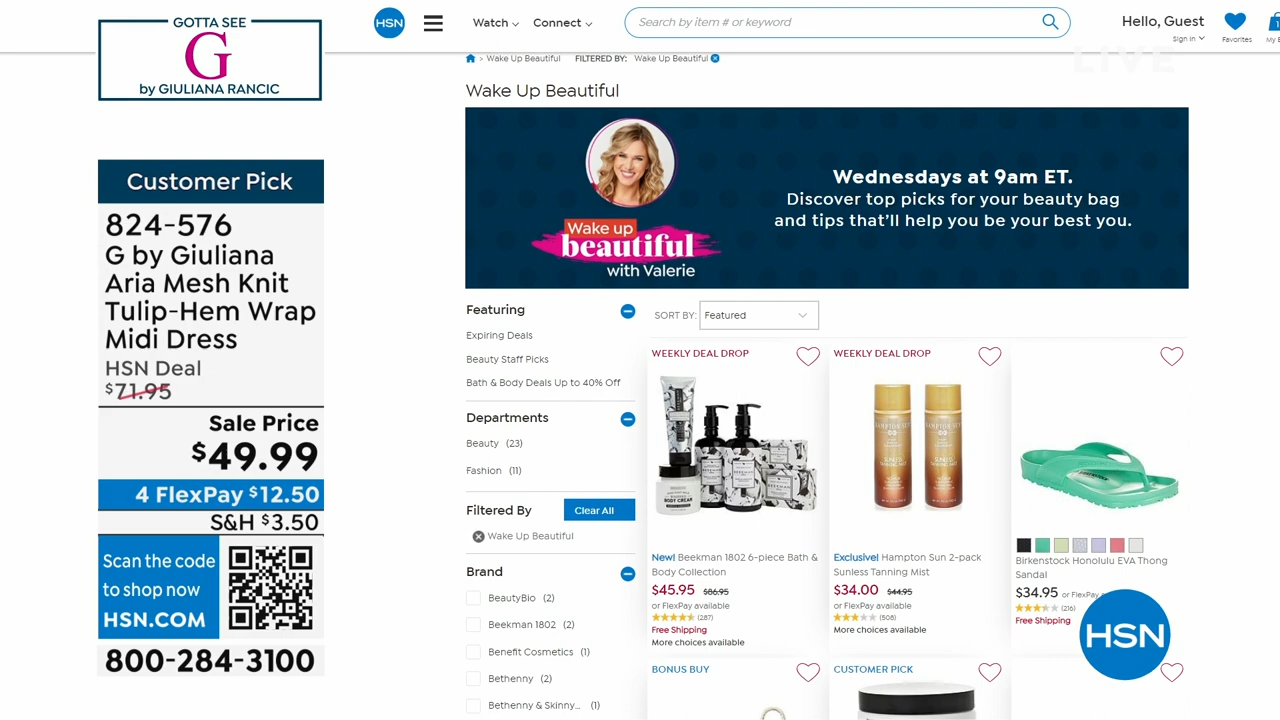 GOTTA SEE
G
by GIULIANA RANCIC
Customer Pick
824-576
G by Giuliana
Aria Mesh Knit
Tulip-Hem Wrap
Midi Dress
HSN Deal
$71.95
Sale Price
$49.99
4 FlexPay $12.50
S&H $3.50
Scan the code
to shop now
HSN.COM
800-284-3100
HSN
Watch
Connect
Search by item # or keyword
Hello, Guest
Sign In
Favorites
My
LIVE
> Wake Up Beautiful FILTERED BY: Wake Up Beautiful
Wake Up Beautiful
Wake up
beautiful
with Valerie
Wednesdays at 9am ET.
Discover top picks for your beauty bag
and tips that'll help you be your best you.
Featuring
Expiring Deals
Beauty Staff Picks
Bath & Body Deals Up to 40% Off
Departments
Beauty (23)
Fashion (11)
Filtered By
Clear All
Wake Up Beautiful
Brand
BeautyBio (2)
Beekman 1802 (2)
Benefit Cosmetics (1)
Bethenny (2)
Bethenny & Skinny... (1)
SORT BY: Featured
WEEKLY DEAL DROP
New! Beekman 1802 6-piece Bath &
Body Collection
$45.95 $86.95
or FlexPay available
(287)
Free Shipping
More choices available
WEEKLY DEAL DROP
Exclusive! Hampton Sun 2-pack
Sunless Tanning Mist
$34.00 $44.95
or FlexPay available
(508)
More choices available
Birkenstock Honolulu EVA Thong
Sandal
$34.95 or FlexPay
(216)
Free Shipping
HSN
BONUS BUY
CUSTOMER PICK